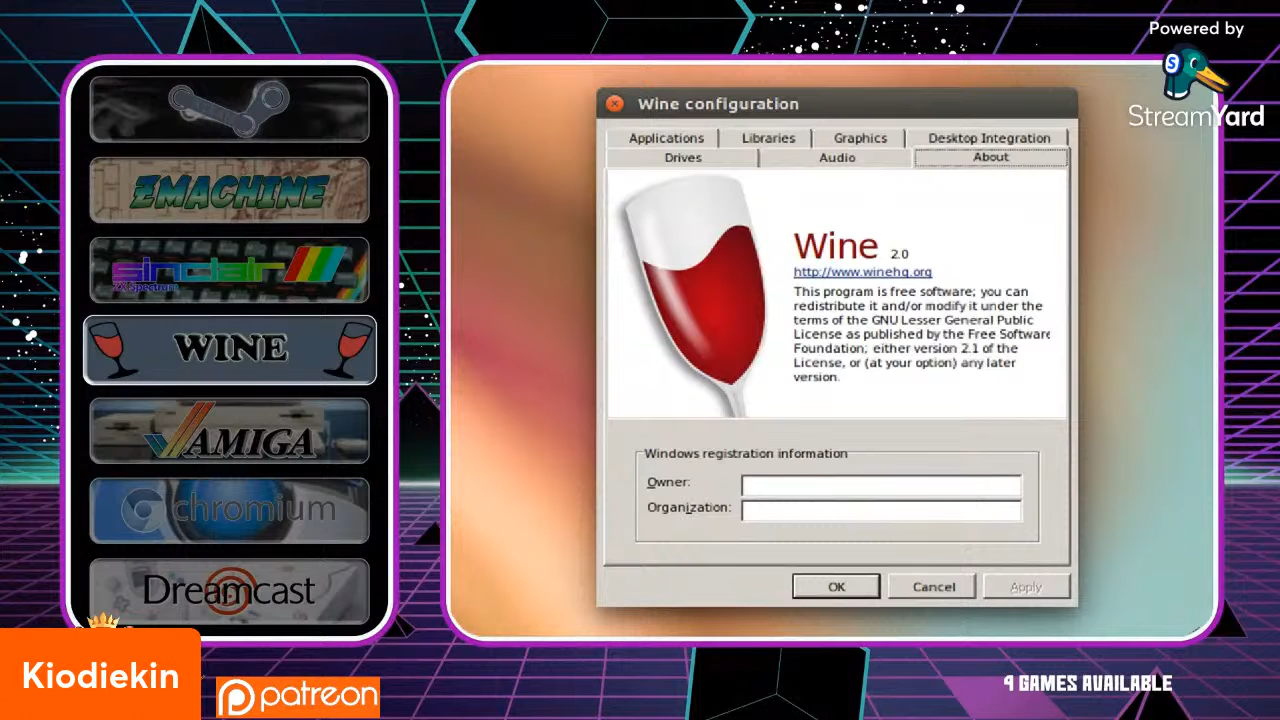 Powered by
StreamYard
ZMACHINE
sinclair
ZX Spectrum
WINE
AMIGA
chromium
Dreamcast
Wine configuration
Applications
Libraries
Graphics
Desktop Integration
Drives
Audio
About
Wine 2.0
http://www.winehq.org
This program is free software; you can
redistribute it and/or modify it under the
terms of the GNU Lesser General Public
License as published by the Free Software
Foundation; either version 2.1 of the
License, or (at your option) any later
version.
Windows registration information
Owner:
Organization:
OK
Cancel
Apply
Kiodiekin
patreon
9 GAMES AVAILABLE